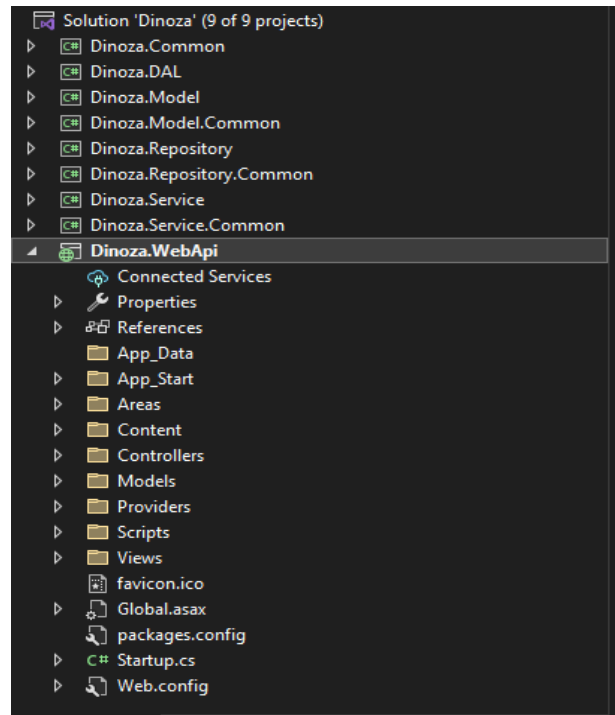 Solution 'Dinoza' (9 of 9 projects)
C# Dinoza.Common
C# Dinoza.DAL
C# Dinoza.Model
C# Dinoza.Model.Common
C# Dinoza.Repository
C# Dinoza.Repository.Common
C# Dinoza.Service
C# Dinoza.Service.Common
Dinoza.WebApi
Connected Services
Properties
References
App_Data
App_Start
Areas
Content
Controllers
Models
Providers
Scripts
Views
favicon.ico
Global.asax
packages.config
C# Startup.cs
Web.config